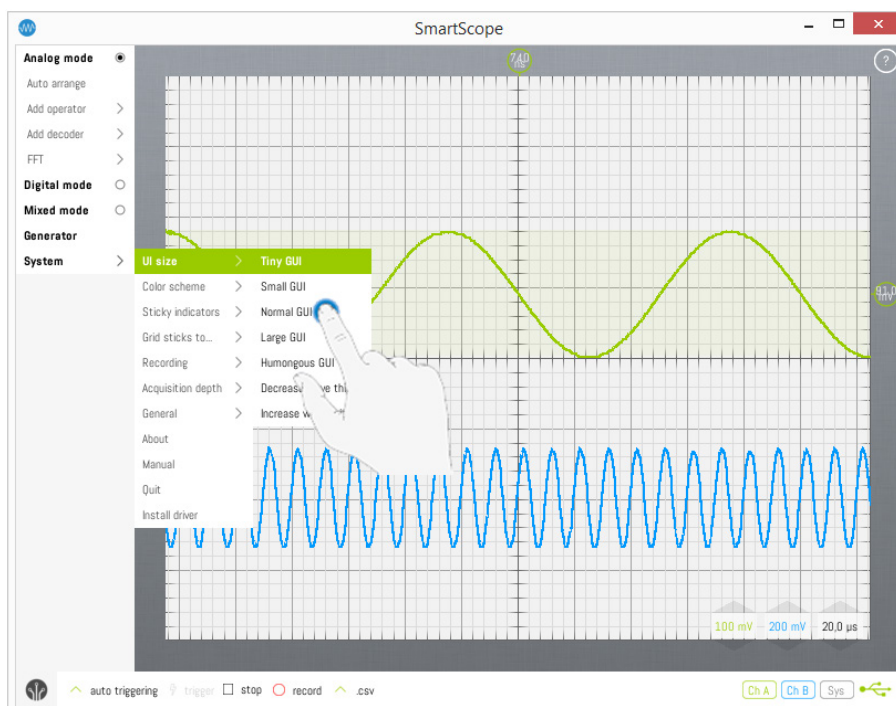 SmartScope
Analog mode
Auto arrange
Add operator
Add decoder
FFT
Digital mode
Mixed mode
Generator
System
UI size
Color scheme
Sticky indicators
Grid sticks to...
Recording
Acquisition depth
General
About
Manual
Quit
Install driver
Tiny GUI
Small GUI
Normal GUI
Large GUI
Humongous GUI
Decreas
Increase
?
100 mV
200 mV
20,0 µs
auto triggering
trigger
stop
record
.csv
Ch A
Ch B
Sys